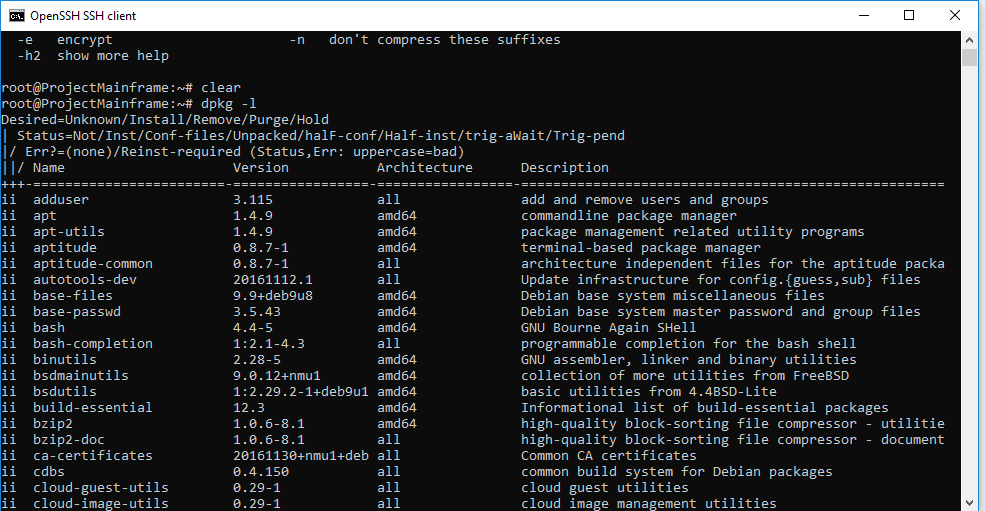 OpenSSH SSH client
  -e   encrypt                      -n   don't compress these suffixes
  -h2  show more help

root@ProjectMainframe:~# clear
root@ProjectMainframe:~# dpkg -l
Desired=Unknown/Install/Remove/Purge/Hold
| Status=Not/Inst/Conf-files/Unpacked/halF-conf/Half-inst/trig-aWait/Trig-pend
|/ Err?=(none)/Reinst-required (Status,Err: uppercase=bad)
||/ Name                     Version           Architecture      Description
+++-========================-=================-=================-=====================================================
ii  adduser                  3.115             all               add and remove users and groups
ii  apt                      1.4.9             amd64             commandline package manager
ii  apt-utils                1.4.9             amd64             package management related utility programs
ii  aptitude                 0.8.7-1           amd64             terminal-based package manager
ii  aptitude-common          0.8.7-1           all               architecture independent files for the aptitude packa
ii  autotools-dev            20161112.1        all               Update infrastructure for config.{guess,sub} files
ii  base-files               9.9+deb9u8        amd64             Debian base system miscellaneous files
ii  base-passwd              3.5.43            amd64             Debian base system master password and group files
ii  bash                     4.4-5             amd64             GNU Bourne Again SHell
ii  bash-completion          1:2.1-4.3         all               programmable completion for the bash shell
ii  binutils                 2.28-5            amd64             GNU assembler, linker and binary utilities
ii  bsdmainutils             9.0.12+nmu1       amd64             collection of more utilities from FreeBSD
ii  bsdutils                 1:2.29.2-1+deb9u1 amd64             basic utilities from 4.4BSD-Lite
ii  build-essential          12.3              amd64             Informational list of build-essential packages
ii  bzip2                    1.0.6-8.1         amd64             high-quality block-sorting file compressor - utilitie
ii  bzip2-doc                1.0.6-8.1         all               high-quality block-sorting file compressor - document
ii  ca-certificates          20161130+nmu1+deb all               Common CA certificates
ii  cdbs                     0.4.150           all               common build system for Debian packages
ii  cloud-guest-utils        0.29-1            all               cloud guest utilities
ii  cloud-image-utils        0.29-1            all               cloud image management utilities